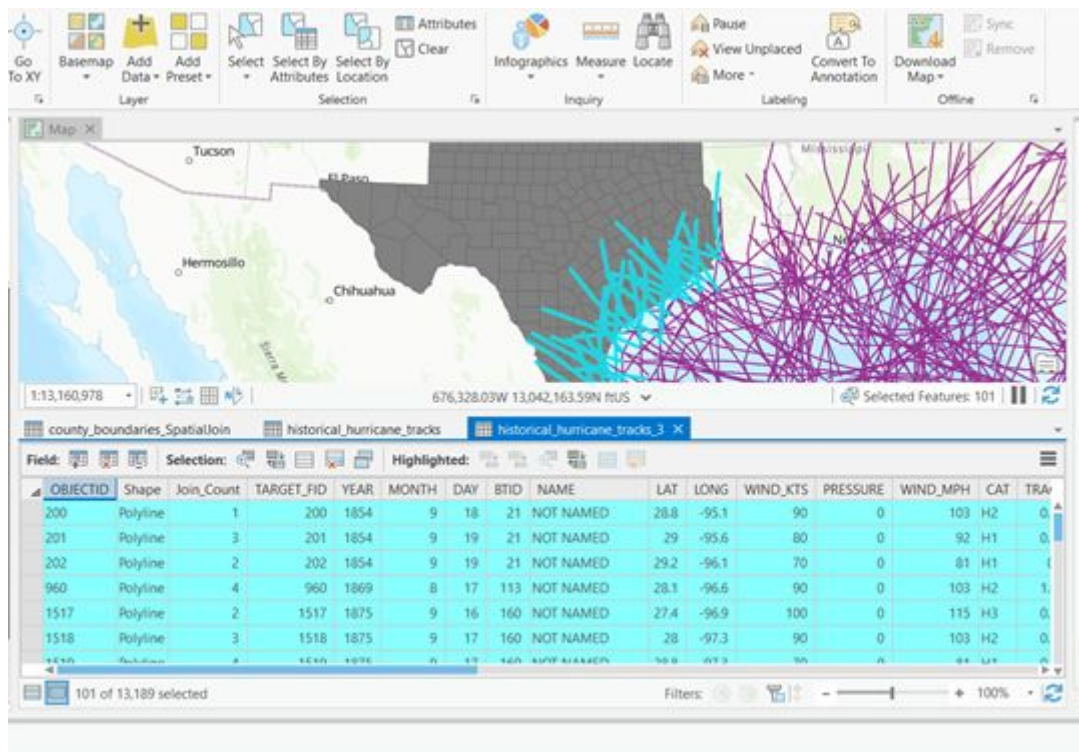 Go To XY
Basemap
Add Data
Add Preset
Select
Select By Attributes
Select By Location
Attributes
Clear
Infographics
Measure
Locate
Pause
View Unplaced
More
Convert To Annotation
Download Map
Sync
Remove
Layer
Selection
Inquiry
Labeling
Offline
Map
Tucson
El Paso
Mississippi
Hermosillo
Chihuahua
1:13,160,978
676,328.03W 13,042,163.59N ftUS
Selected Features: 101
county_boundaries_SpatialJoin
historical_hurricane_tracks
historical_hurricane_tracks_3
Field: Selection: Highlighted:
OBJECTID Shape Join_Count TARGET_FID YEAR MONTH DAY BTID NAME LAT LONG WIND_KTS PRESSURE WIND_MPH CAT
200 Polyline 1 200 1854 9 18 21 NOT NAMED 28.8 -95.1 90 0 103 H2 0.
201 Polyline 3 201 1854 9 19 21 NOT NAMED 29 -95.6 80 0 92 H1 0.
202 Polyline 2 202 1854 9 19 21 NOT NAMED 29.2 -96.1 70 0 81 H1
960 Polyline 4 960 1869 8 17 113 NOT NAMED 28.1 -96.6 90 0 103 H2 1.
1517 Polyline 2 1517 1875 9 16 160 NOT NAMED 27.4 -96.9 100 0 115 H3 0.
1518 Polyline 3 1518 1875 9 17 160 NOT NAMED 28 -97.3 90 0 103 H2 0.
101 of 13,189 selected
Filters:
100%